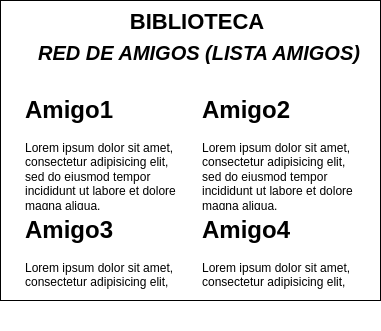 BIBLIOTECA
RED DE AMIGOS (LISTA AMIGOS)
Amigo1
Lorem ipsum dolor sit amet,
consectetur adipisicing elit,
sed do eiusmod tempor
incididunt ut labore et dolore
magna aliqua.
Amigo2
Lorem ipsum dolor sit amet,
consectetur adipisicing elit,
sed do eiusmod tempor
incididunt ut labore et dolore
magna aliqua.
Amigo3
Lorem ipsum dolor sit amet,
consectetur adipisicing elit,
Amigo4
Lorem ipsum dolor sit amet,
consectetur adipisicing elit,